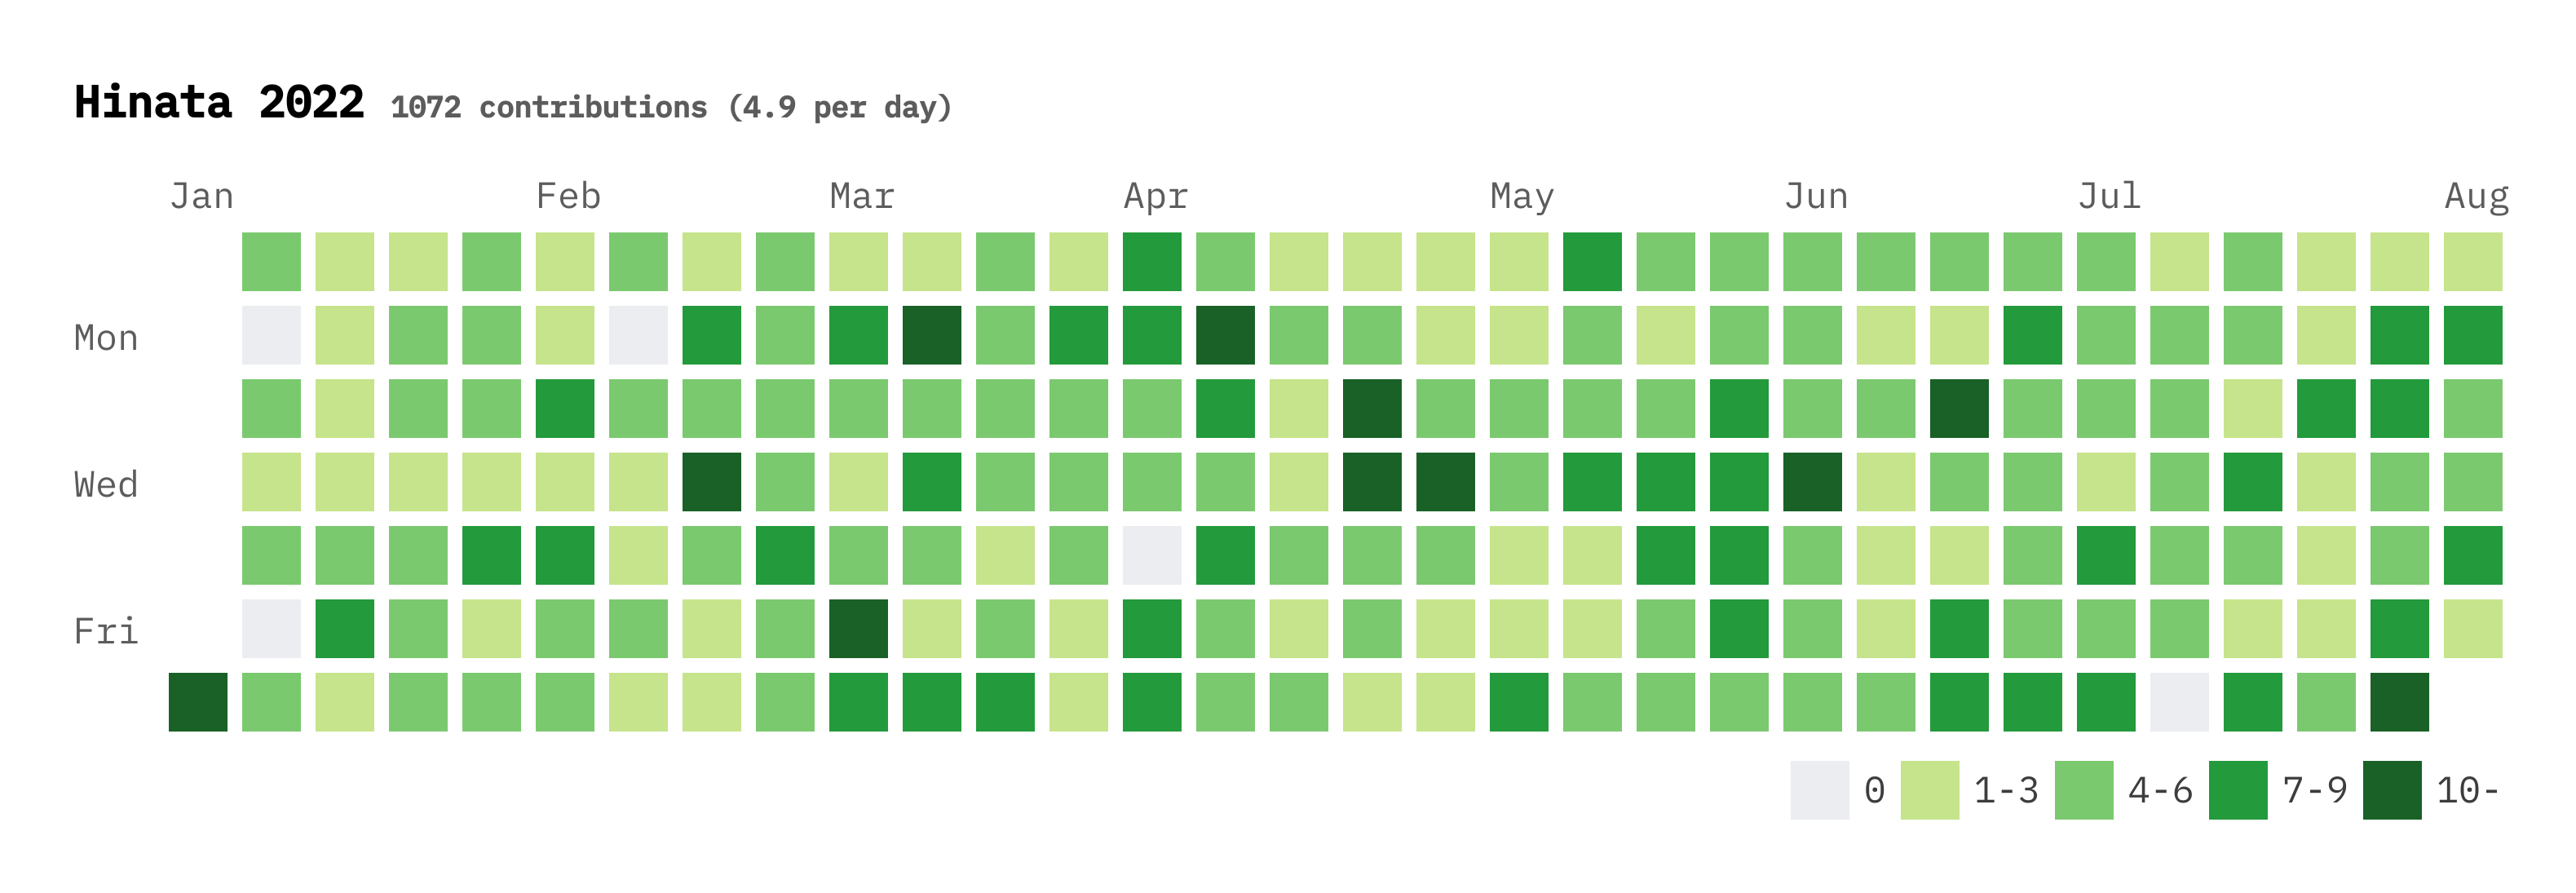 Hinata 2022 1072 contributions (4.9 per day)
Jan Feb Mar Apr May Jun Jul Aug
Mon
Wed
Fri
0 1-3 4-6 7-9 10-